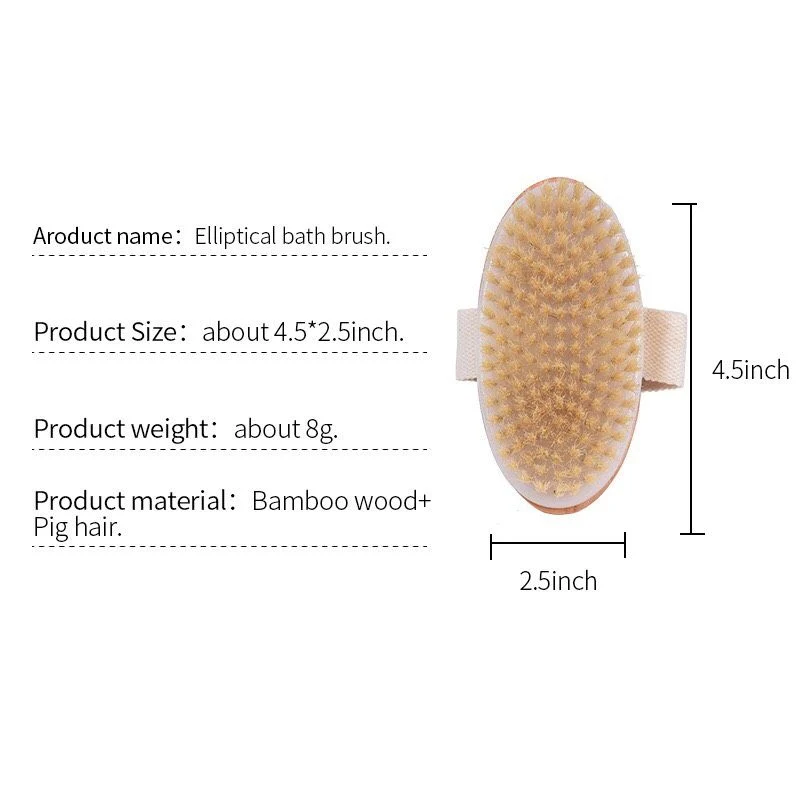 Aroduct name：Elliptical bath brush.
Product Size：about 4.5*2.5inch.
Product weight：about 8g.
Product material：Bamboo wood+
Pig hair.
4.5inch
2.5inch